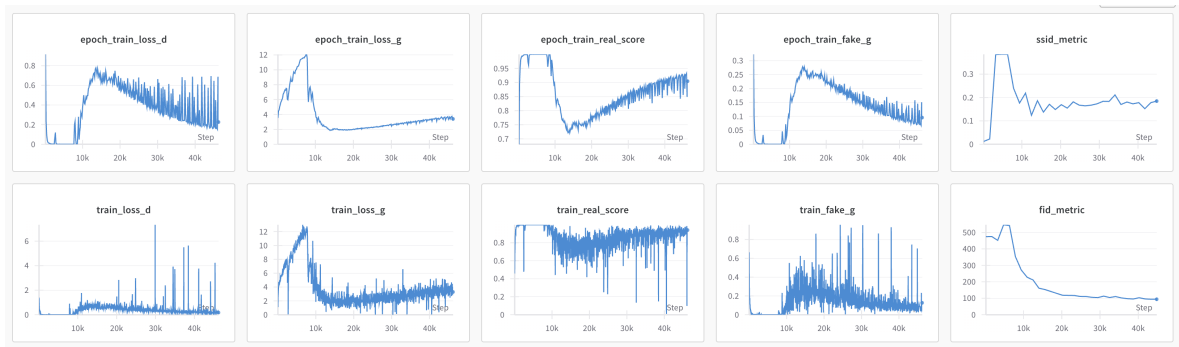 epoch_train_loss_d
0.8
0.6
0.4
0.2
0
Step
10k 20k 30k 40k
epoch_train_loss_g
12
10
8
6
4
2
0
Step
10k 20k 30k 40k
epoch_train_real_score
0.95
0.9
0.85
0.8
0.75
0.7
Step
10k 20k 30k 40k
epoch_train_fake_g
0.3
0.25
0.2
0.15
0.1
0.05
0
Step
10k 20k 30k 40k
ssid_metric
0.3
0.2
0.1
0
Step
10k 20k 30k 40k
train_loss_d
6
4
2
0
Step
10k 20k 30k 40k
train_loss_g
12
10
8
6
4
2
0
Step
10k 20k 30k 40k
train_real_score
0.8
0.6
0.4
0.2
0
Step
10k 20k 30k 40k
train_fake_g
0.8
0.6
0.4
0.2
0
Step
10k 20k 30k 40k
fid_metric
500
400
300
200
100
0
Step
10k 20k 30k 40k